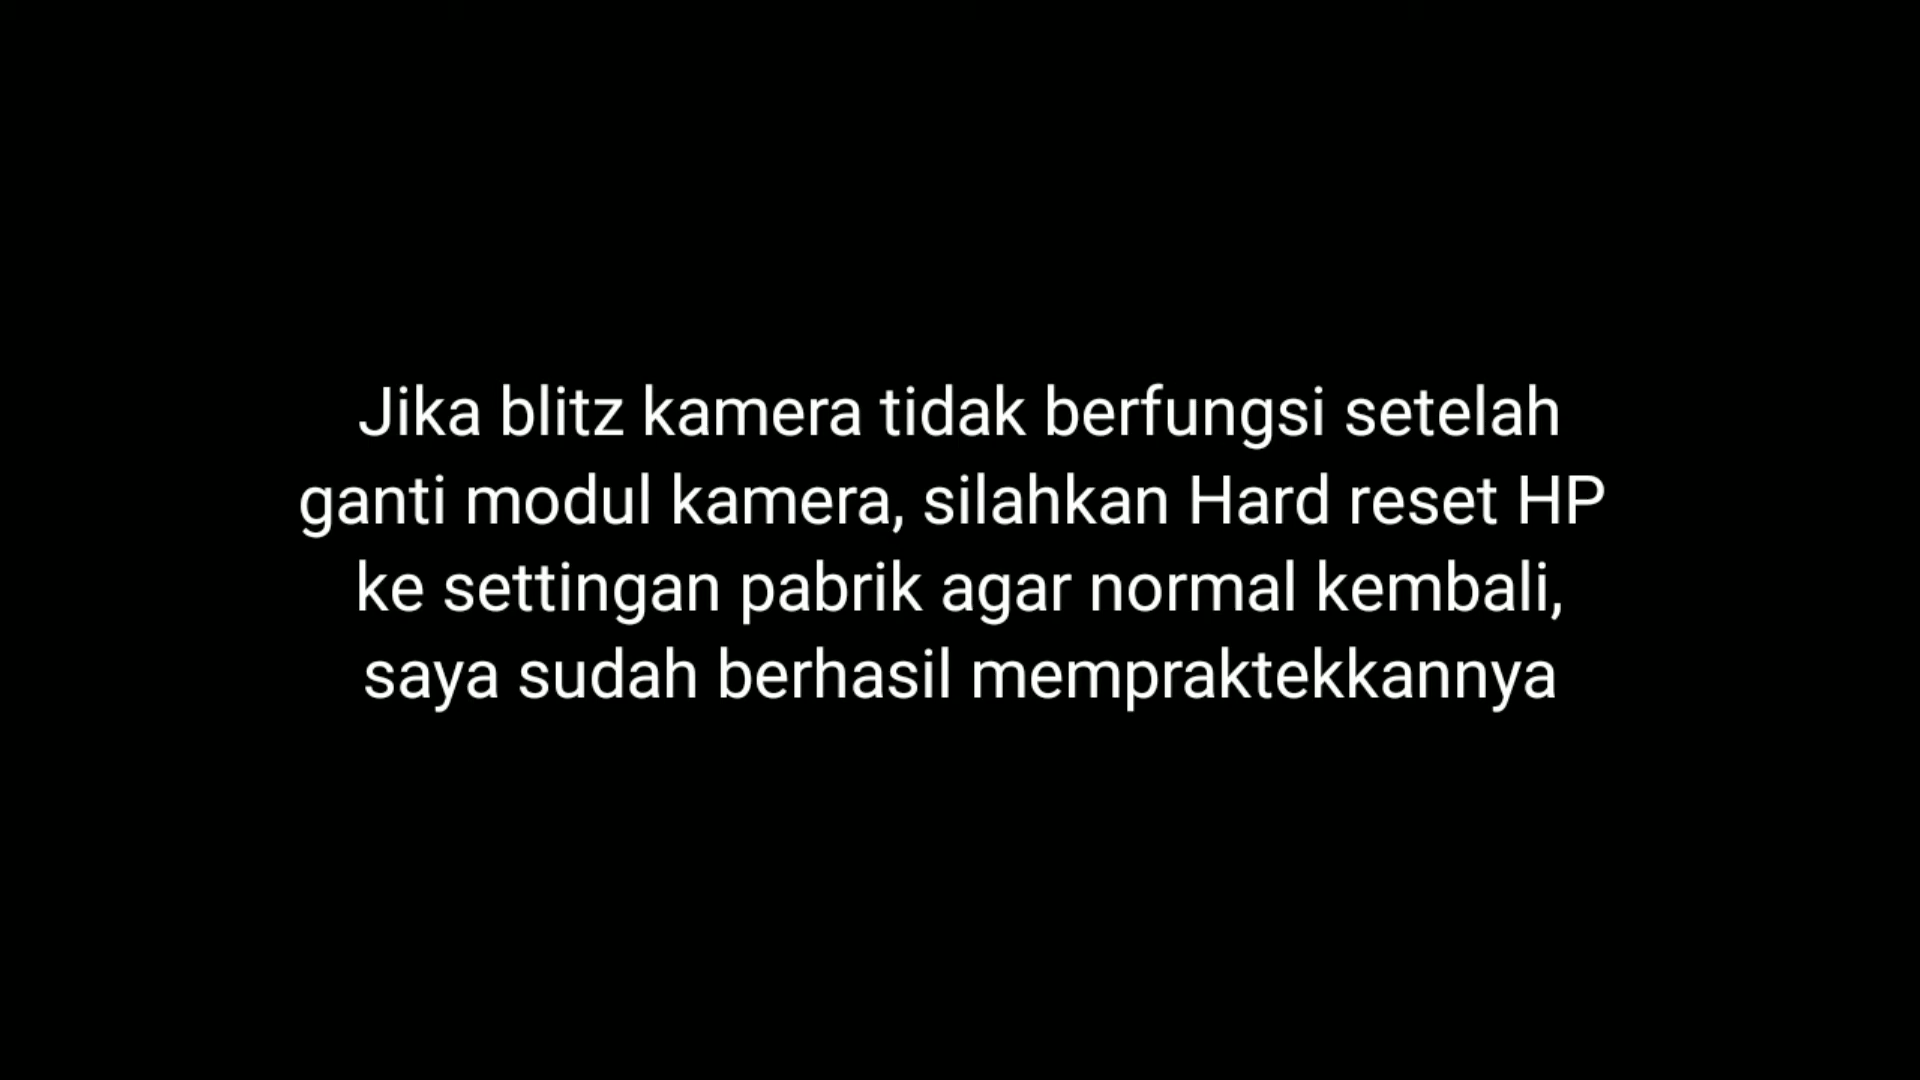 Jika blitz kamera tidak berfungsi setelah
ganti modul kamera, silahkan Hard reset HP
ke settingan pabrik agar normal kembali,
saya sudah berhasil mempraktekkannya